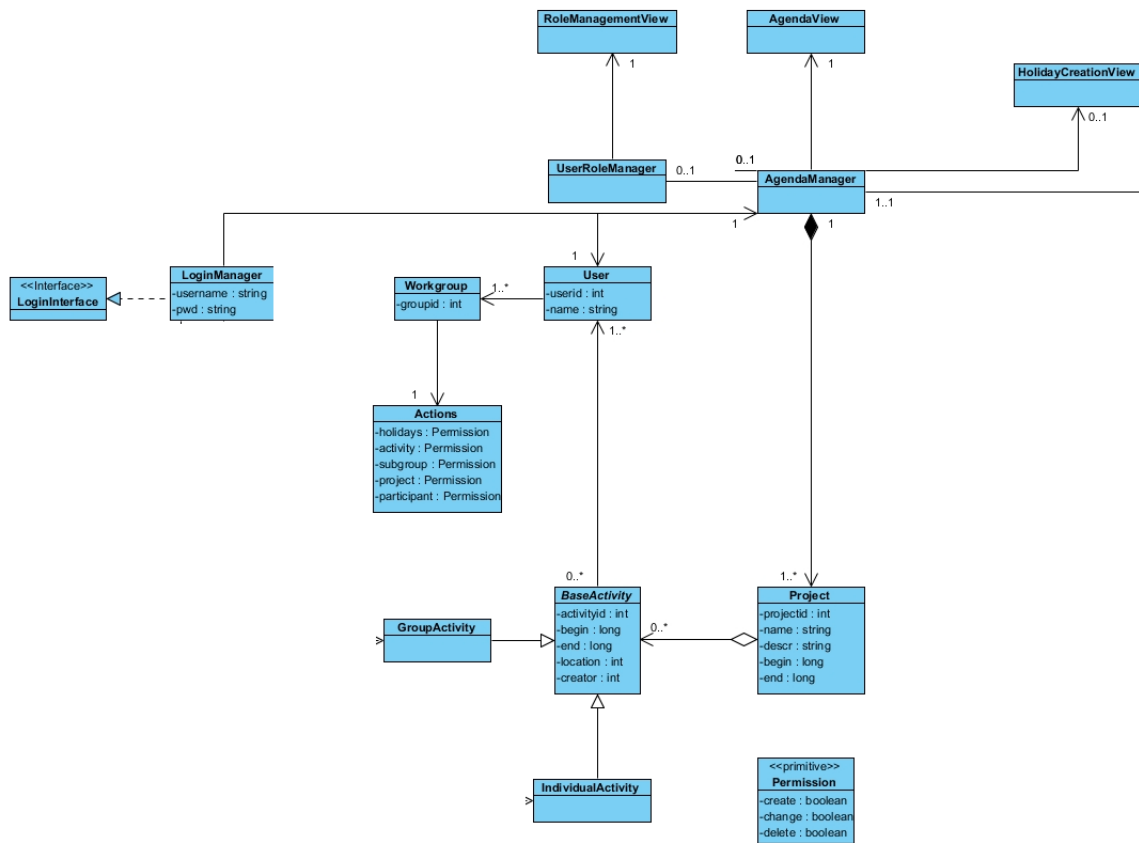 RoleManagementView
AgendaView
1
1
HolidayCreationView
0..1
UserRoleManager
0..1
0..1
AgendaManager
1..1
1
1
1
LoginManager
-username : string
-pwd : string
<<Interface>>
LoginInterface
Workgroup
-groupid : int
1..*
User
-userid : int
-name : string
1..*
1
Actions
-holidays : Permission
-activity : Permission
-subgroup : Permission
-project : Permission
-participant : Permission
0..*
1..*
BaseActivity
-activityid : int
-begin : long
-end : long
-location : int
-creator : int
0..*
Project
-projectid : int
-name : string
-descr : string
-begin : long
-end : long
GroupActivity
IndividualActivity
<<primitive>>
Permission
-create : boolean
-change : boolean
-delete : boolean